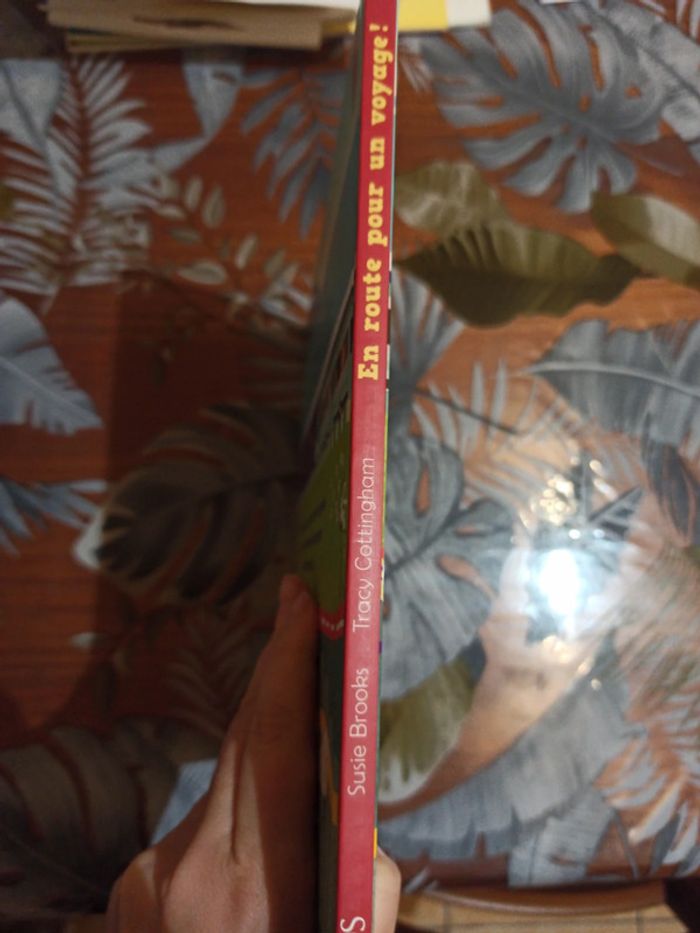 En route pour un voyage!
Tracy Cottingham
Susie Brooks
S